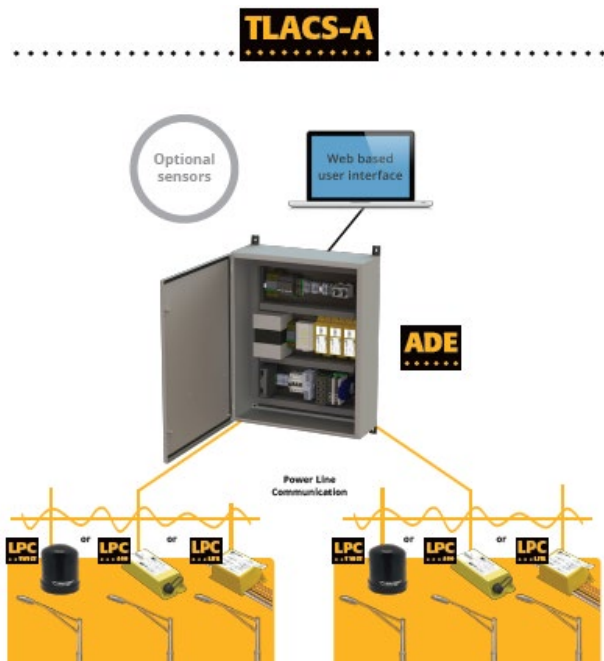 TLACS-A
Optional
sensors
Web based
user interface
ADE
Power Line
Communication
LPC
or
LPC
or
LPC
LPC
or
LPC
or
LPC